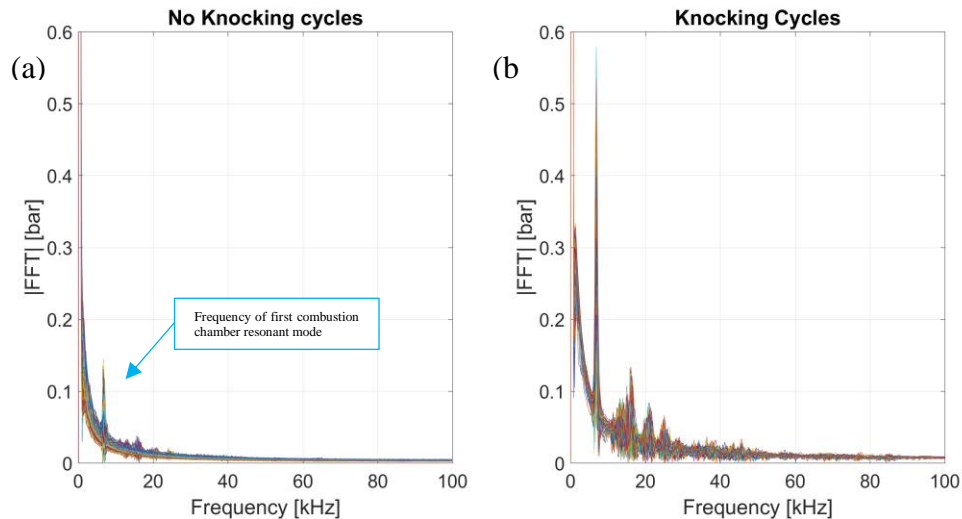 No Knocking cycles
(a)
0.6
0.5
0.4
0.3
0.2
0.1
0
|FFT| [bar]
Frequency of first combustion
chamber resonant mode
0 20 40 60 80 100
Frequency [kHz]
Knocking Cycles
(b
0.6
0.5
0.4
0.3
0.2
0.1
0
|FFT| [bar]
0 20 40 60 80 100
Frequency [kHz]